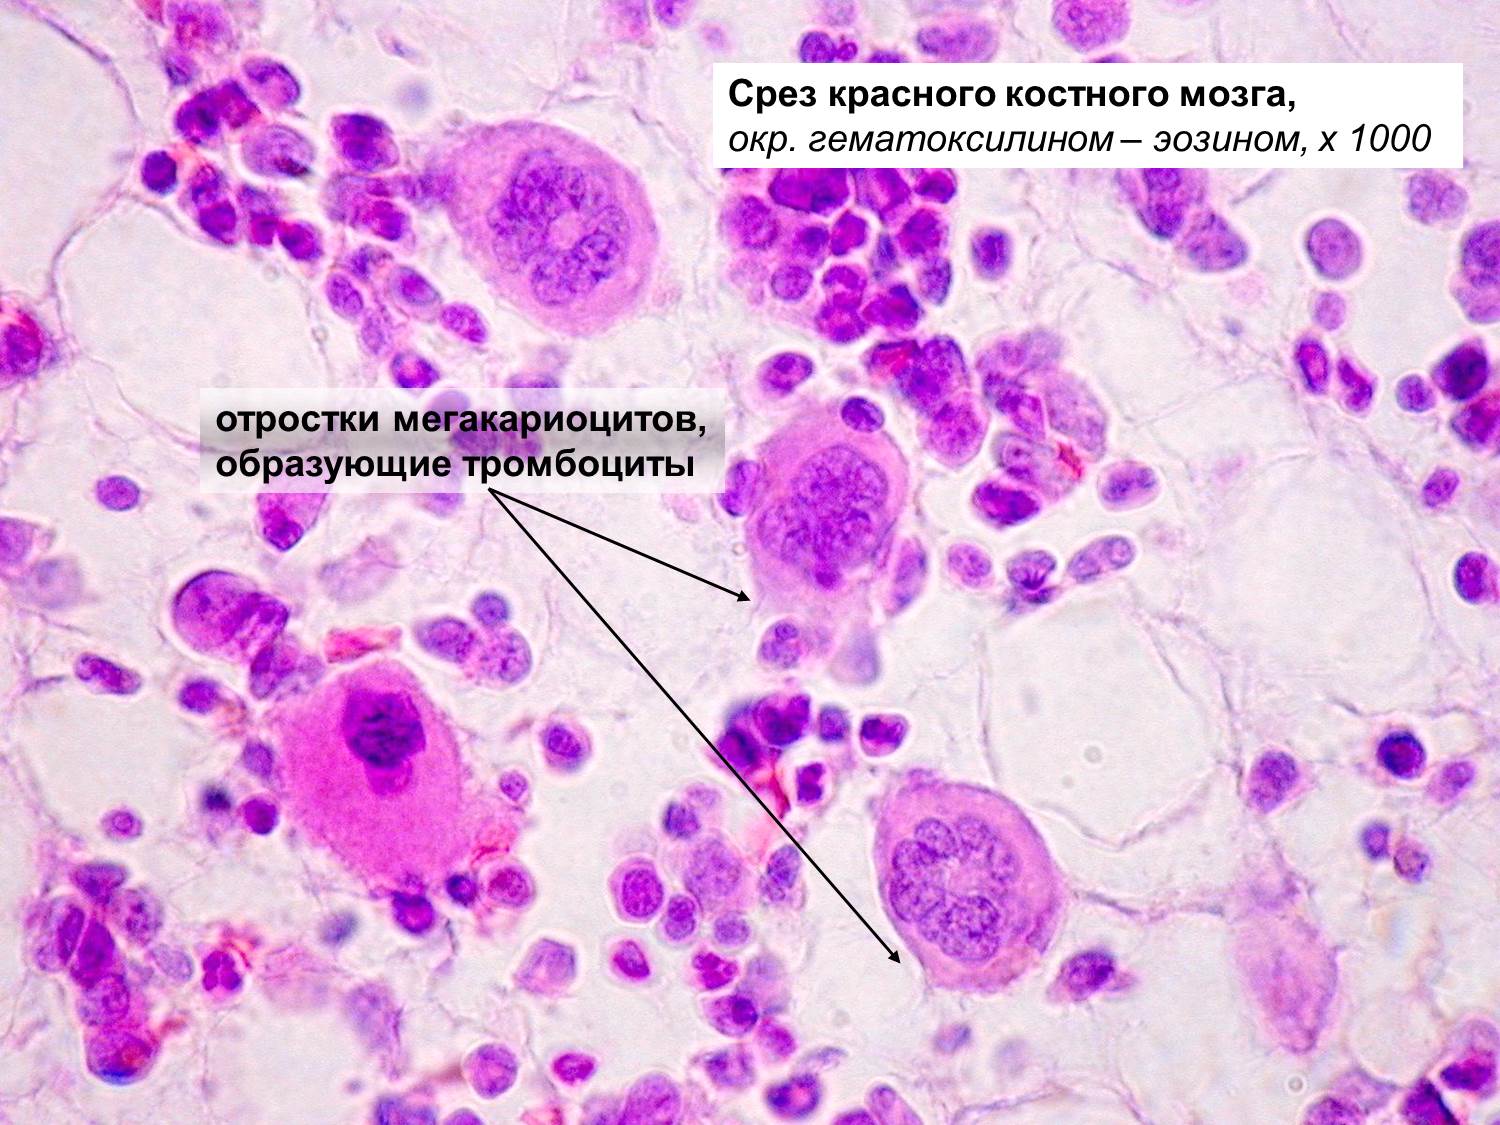 Срез красного костного мозга,
окр. гематоксилином – эозином, х 1000
отростки мегакариоцитов,
образующие тромбоциты